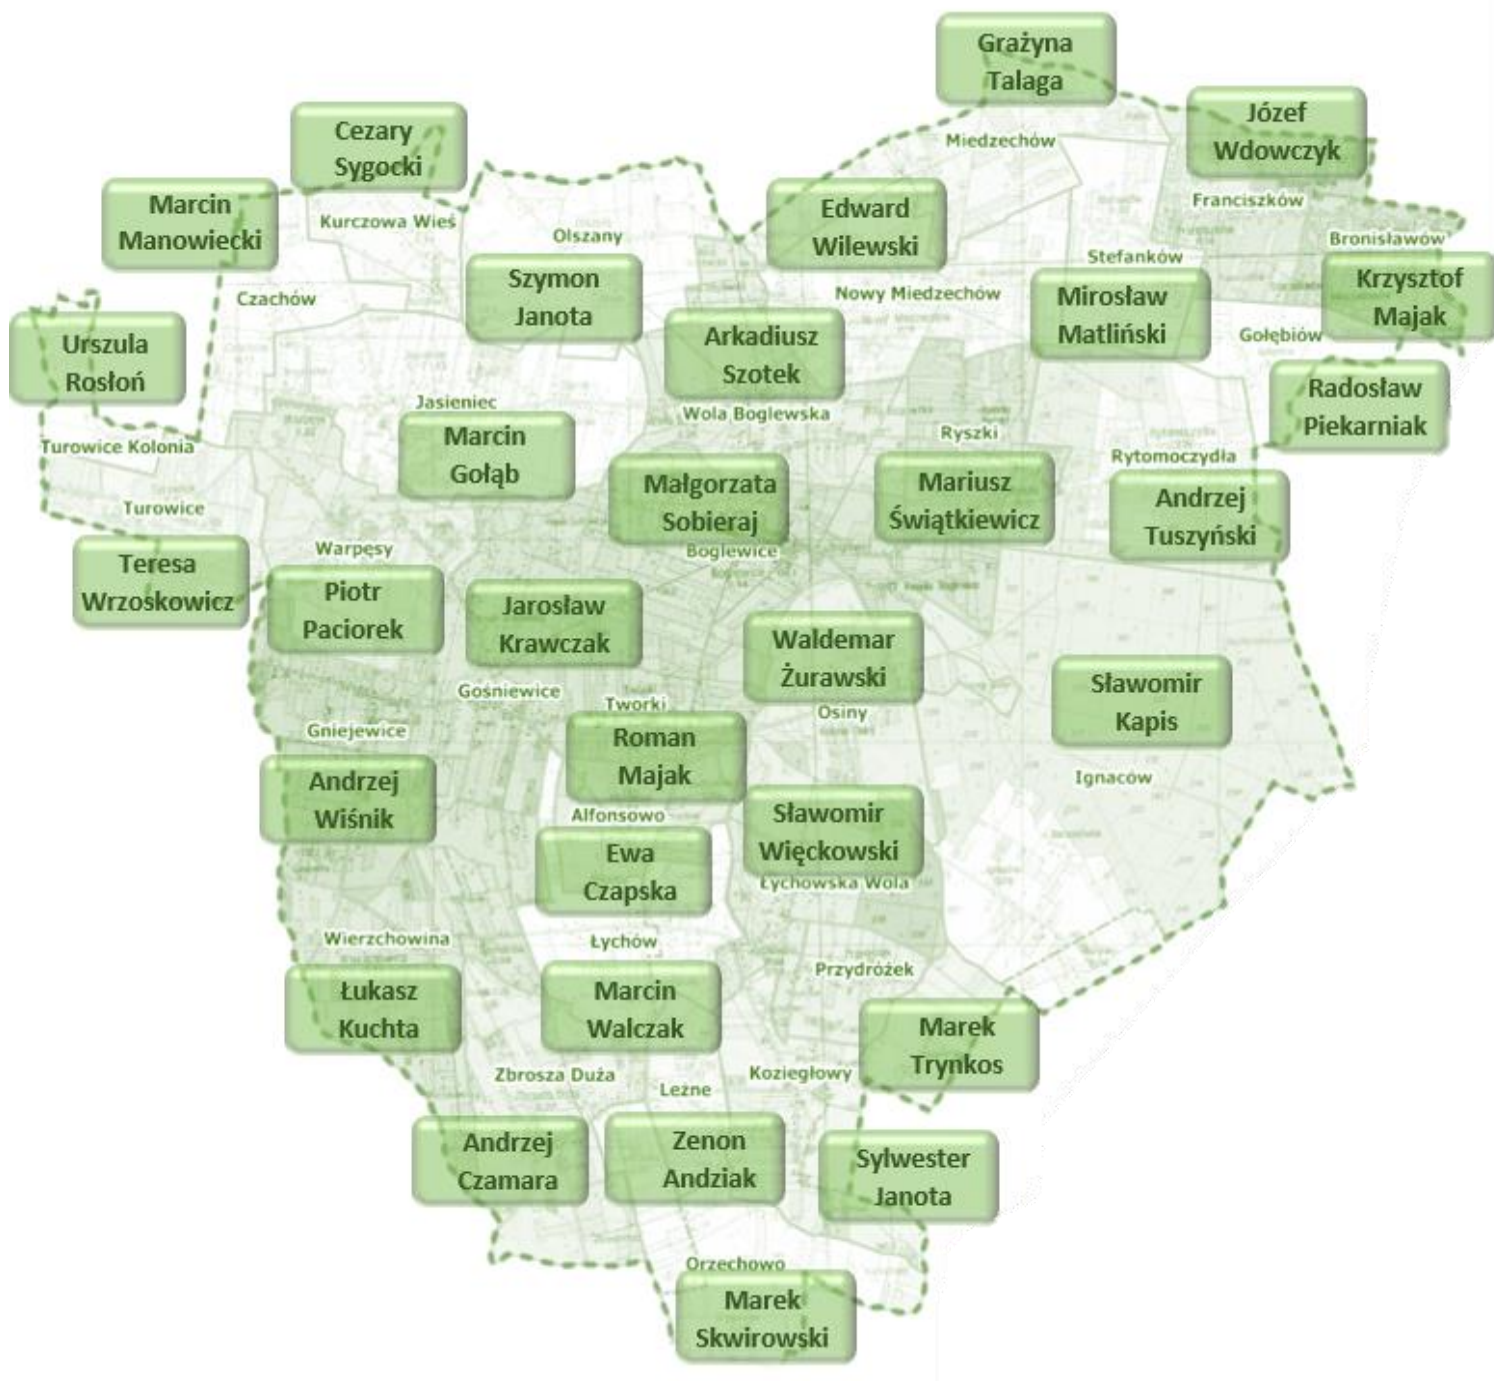 Grażyna
Talaga
Miedzechów
Józef
Wdowczyk
Franciszków
Cezary
Sygocki
Kurczowa Wieś
Marcin
Manowiecki
Czachów
Olszany
Szymon
Janota
Edward
Wilewski
Nowy Miedzechów
Stefanków
Mirosław
Matliński
Bronisławów
Krzysztof
Majak
Gołębiów
Radosław
Piekarniak
Urszula
Rosłoń
Turowice Kolonia
Arkadiusz
Szotek
Wola Boglewska
Jasieniec
Marcin
Gołąb
Małgorzata
Sobieraj
Boglewice
Ryszki
Mariusz
Świątkiewicz
Rytomoczydła
Andrzej
Tuszyński
Turowice
Teresa
Wrzoskowicz
Warpęsy
Piotr
Paciorek
Jarosław
Krawczak
Gośniewice
Waldemar
Żurawski
Osiny
Sławomir
Kapis
Ignaców
Gniejewice
Andrzej
Wiśnik
Tworki
Roman
Majak
Alfonsowo
Ewa
Czapska
Sławomir
Więckowski
Łychowska Wola
Wierzchowina
Łukasz
Kuchta
Łychów
Marcin
Walczak
Przydróżek
Marek
Trynkos
Zbrosza Duża
Andrzej
Czamara
Leżne
Zenon
Andziak
Koziegłowy
Sylwester
Janota
Orzechowo
Marek
Skwirowski